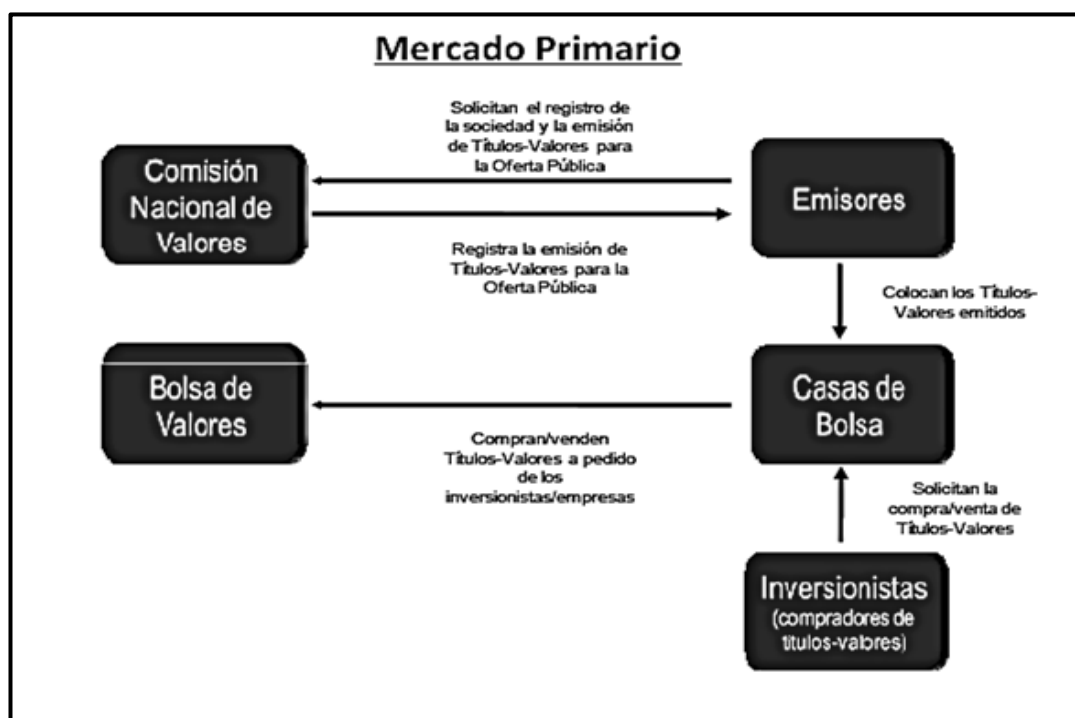 Mercado Primario
Solicitan el registro de
la sociedad y la emisión
de Títulos-Valores para
la Oferta Pública
Comisión
Nacional de
Valores
Emisores
Registra la emisión de
Títulos-Valores para la
Oferta Pública
Colocan los Títulos-
Valores emitidos
Bolsa de
Valores
Casas de
Bolsa
Compran/venden
Títulos-Valores a pedido
de los
inversionistas/empresas
Solicitan la
compra/venta de
Títulos-Valores
Inversionistas
(compradores de
títulos-valores)